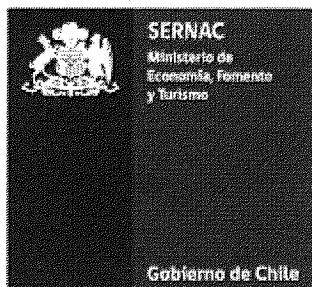 SERNAC
Ministerio de
Economía, Fomento
y Turismo
Gobierno de Chile